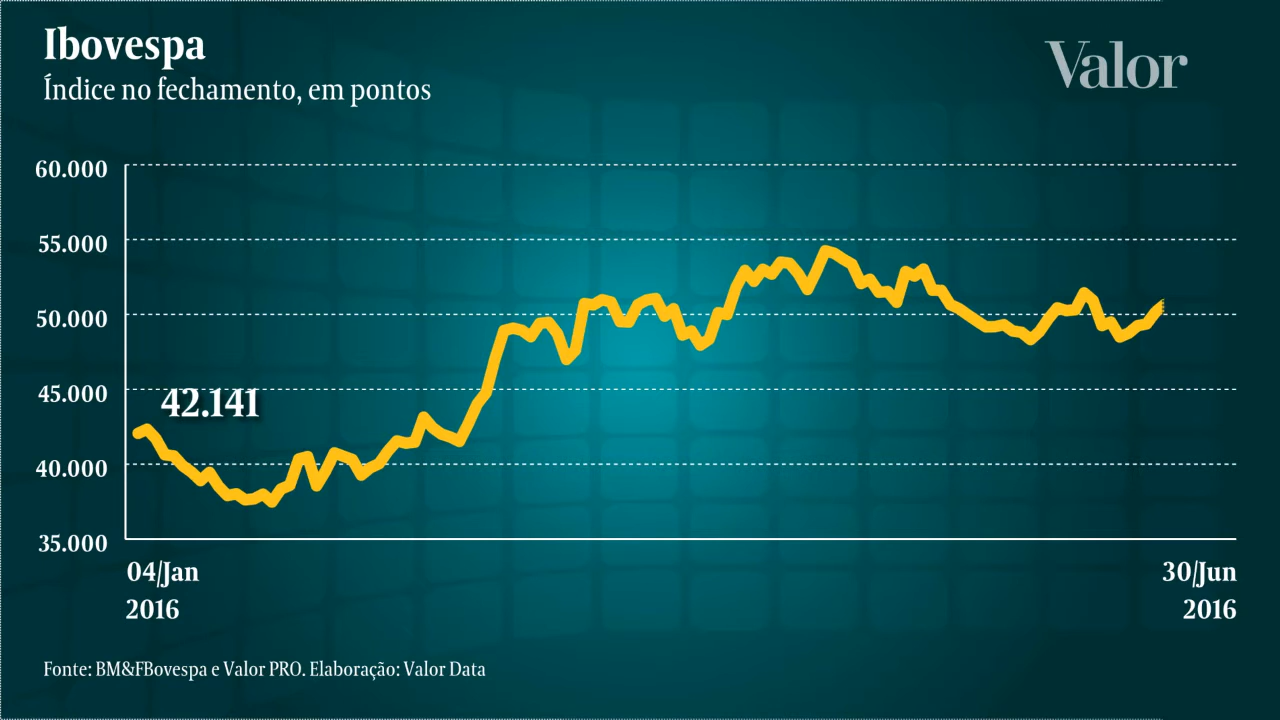 Ibovespa
Índice no fechamento, em pontos
Valor
60.000
55.000
50.000
45.000
42.141
40.000
35.000
04/Jan
2016
30/Jun
2016
Fonte: BM&FBovespa e Valor PRO. Elaboração: Valor Data